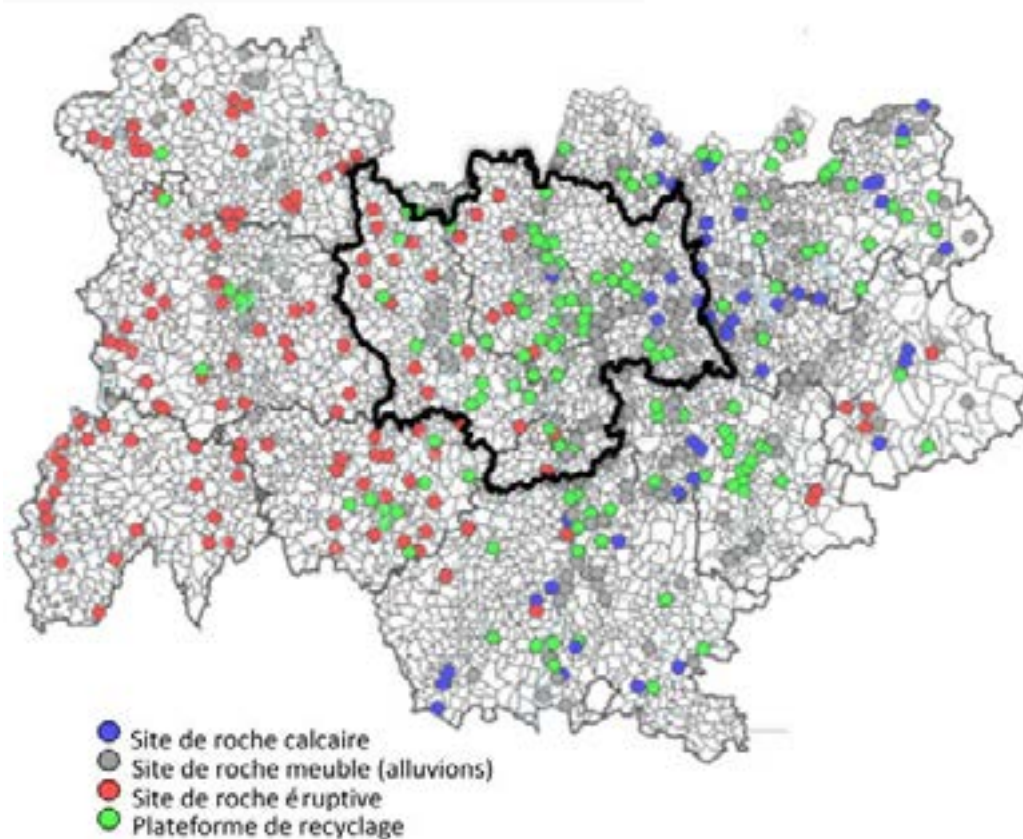 Site de roche calcaire
Site de roche meuble (alluvions)
Site de roche éruptive
Plateforme de recyclage